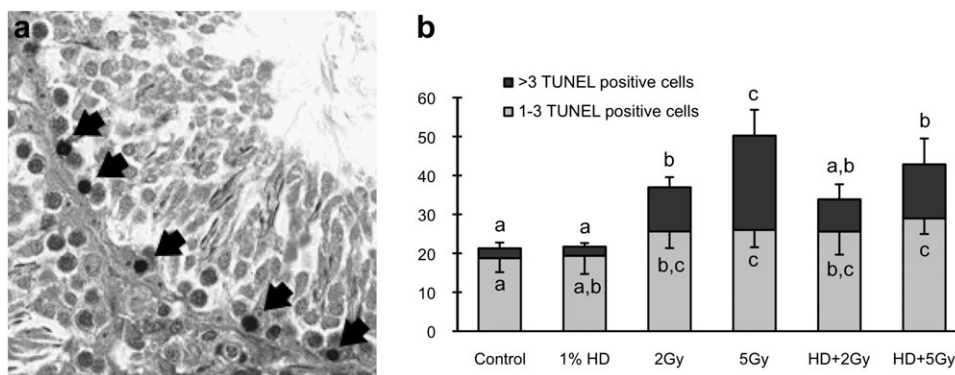 a
b
>3 TUNEL positive cells
1-3 TUNEL positive cells
60
50
40
30
20
10
0
a
a
b
c
a,b
b
a
a,b
b,c
c
b,c
c
Control
1% HD
2Gy
5Gy
HD+2Gy
HD+5Gy